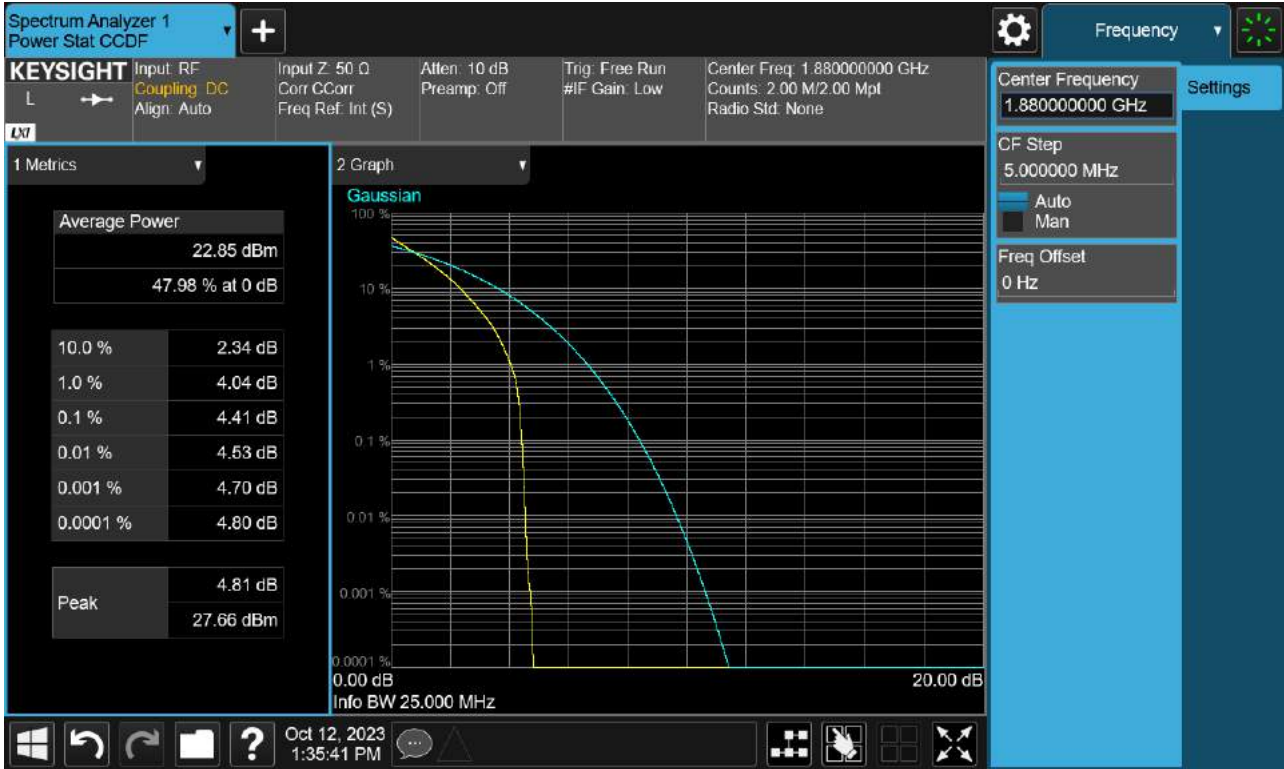 Spectrum Analyzer 1
Power Stat CCDF
Frequency
KEYSIGHT
L
LXI
Input: RF
Coupling: DC
Align: Auto
Input Z: 50 Ω
Corr CCorr
Freq Ref: Int (S)
Atten: 10 dB
Preamp: Off
Trig: Free Run
#IF Gain: Low
Center Freq: 1.880000000 GHz
Counts: 2.00 M/2.00 Mpt
Radio Std: None
Center Frequency
1.880000000 GHz
Settings
CF Step
5.000000 MHz
Auto
Man
Freq Offset
0 Hz
1 Metrics
Average Power
22.85 dBm
47.98 % at 0 dB
10.0 % 2.34 dB
1.0 % 4.04 dB
0.1 % 4.41 dB
0.01 % 4.53 dB
0.001 % 4.70 dB
0.0001 % 4.80 dB
Peak
4.81 dB
27.66 dBm
2 Graph
Gaussian
100 %
10 %
1 %
0.1 %
0.01 %
0.001 %
0.0001 %
0.00 dB 20.00 dB
Info BW 25.000 MHz
?
Oct 12, 2023
1:35:41 PM